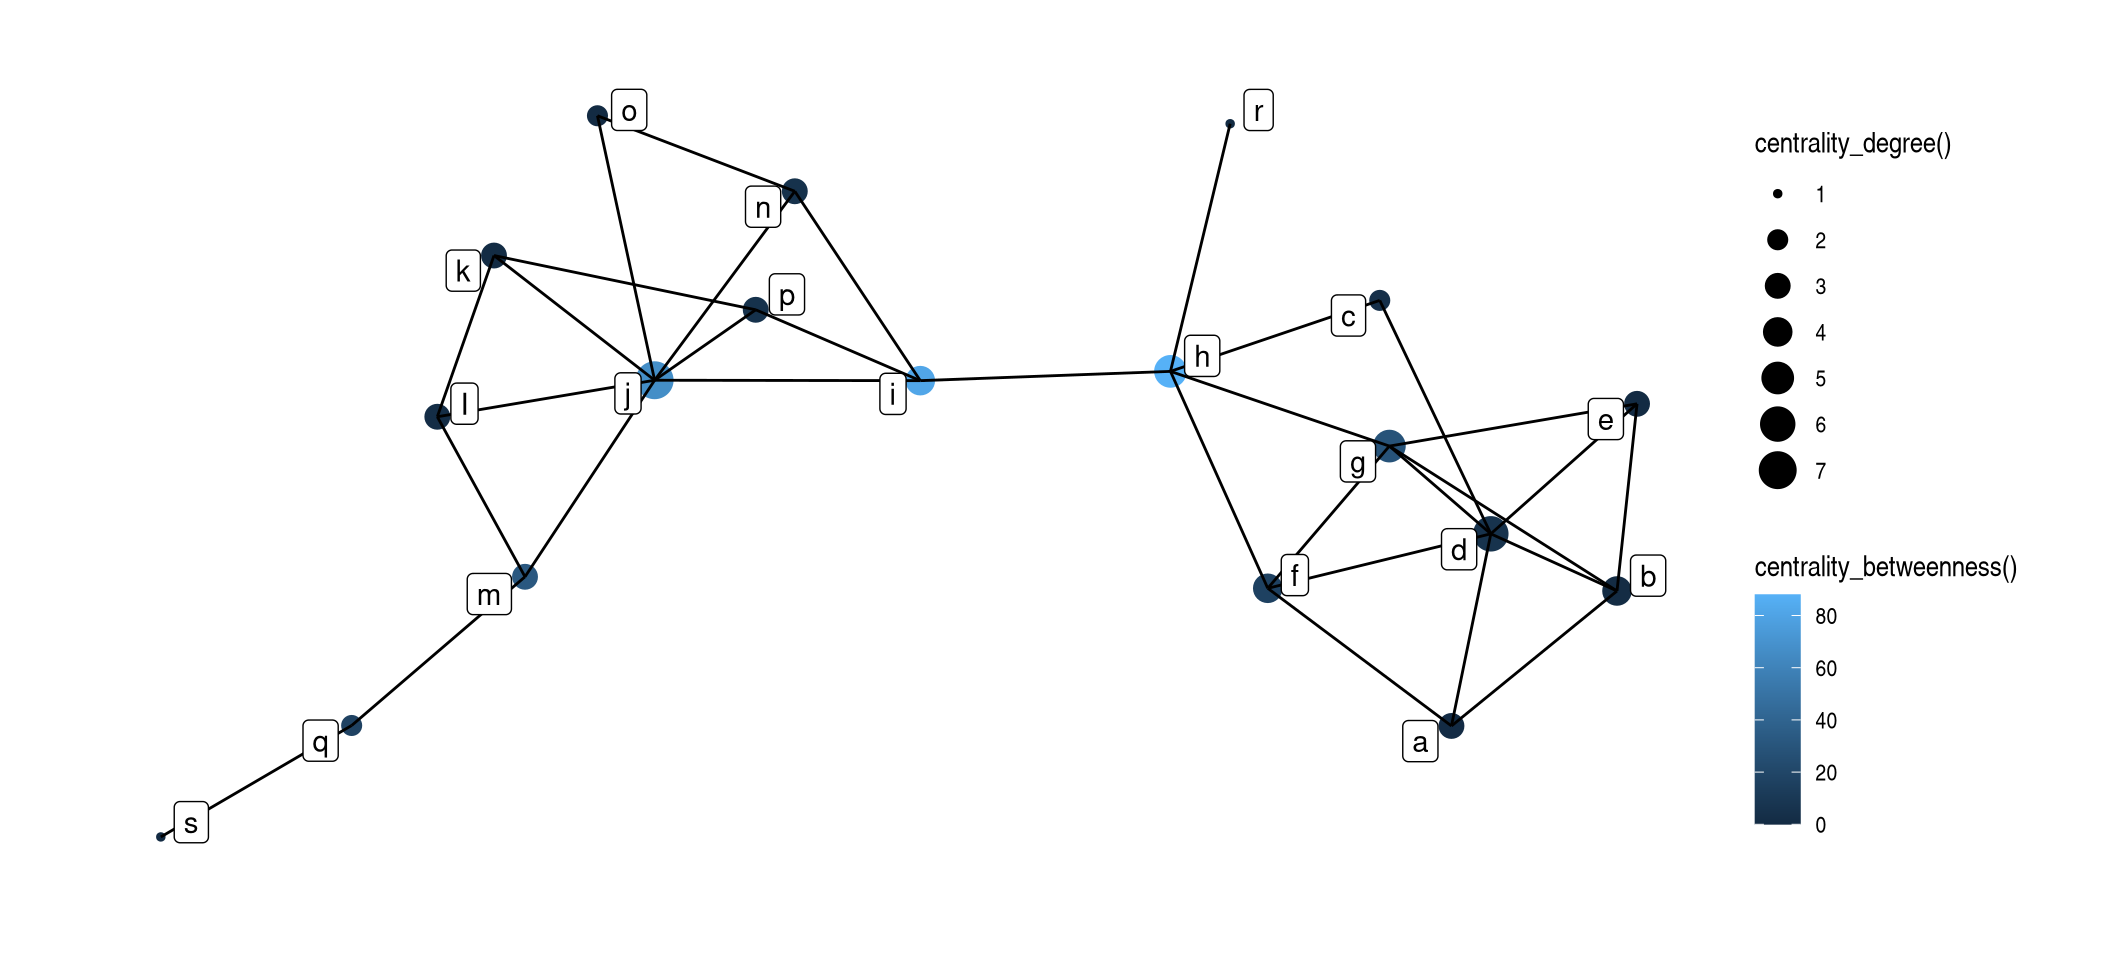 o
r
n
k
p
c
h
j
i
l
e
g
d
f
b
m
q
a
s
centrality_degree()
1
2
3
4
5
6
7
centrality_betweenness()
80
60
40
20
0